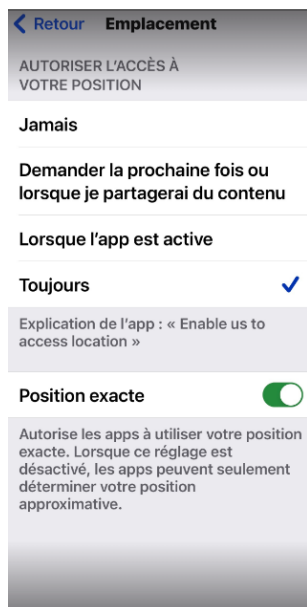 Retour Emplacement
AUTORISER L'ACCÈS À
VOTRE POSITION
Jamais
Demander la prochaine fois ou
lorsque je partagerai du contenu
Lorsque l'app est active
Toujours
Explication de l'app : « Enable us to
access location »
Position exacte
Autorise les apps à utiliser votre position
exacte. Lorsque ce réglage est
désactivé, les apps peuvent seulement
déterminer votre position
approximative.